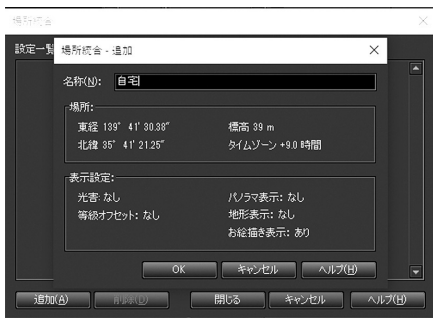 場所統合
設定一覧
場所統合 - 追加
名称(N): 自宅
場所:
東経 139° 41' 30.38" 標高 39 m
北緯 35° 41' 21.25" タイムゾーン +9.0 時間
表示設定:
光害: なし パノラマ表示: なし
等級オフセット: なし 地形表示: なし
お絵描き表示: あり
OK キャンセル ヘルプ(H)
追加(A) 削除(D) 閉じる キャンセル ヘルプ(H)